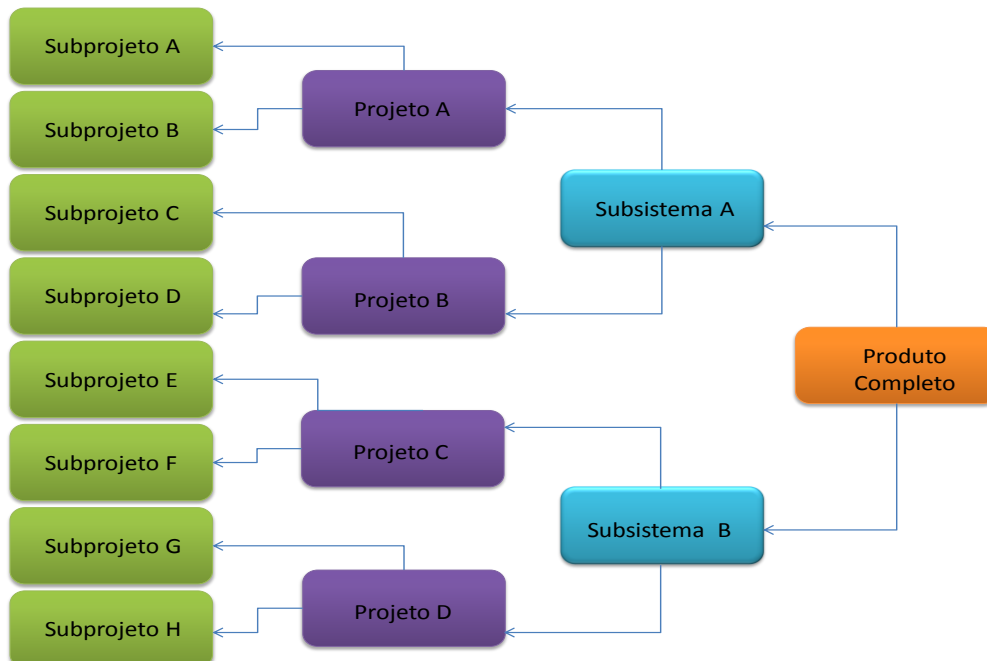 Subprojeto A
Subprojeto B
Subprojeto C
Subprojeto D
Subprojeto E
Subprojeto F
Subprojeto G
Subprojeto H
Projeto A
Projeto B
Projeto C
Projeto D
Subsistema A
Subsistema B
Produto
Completo